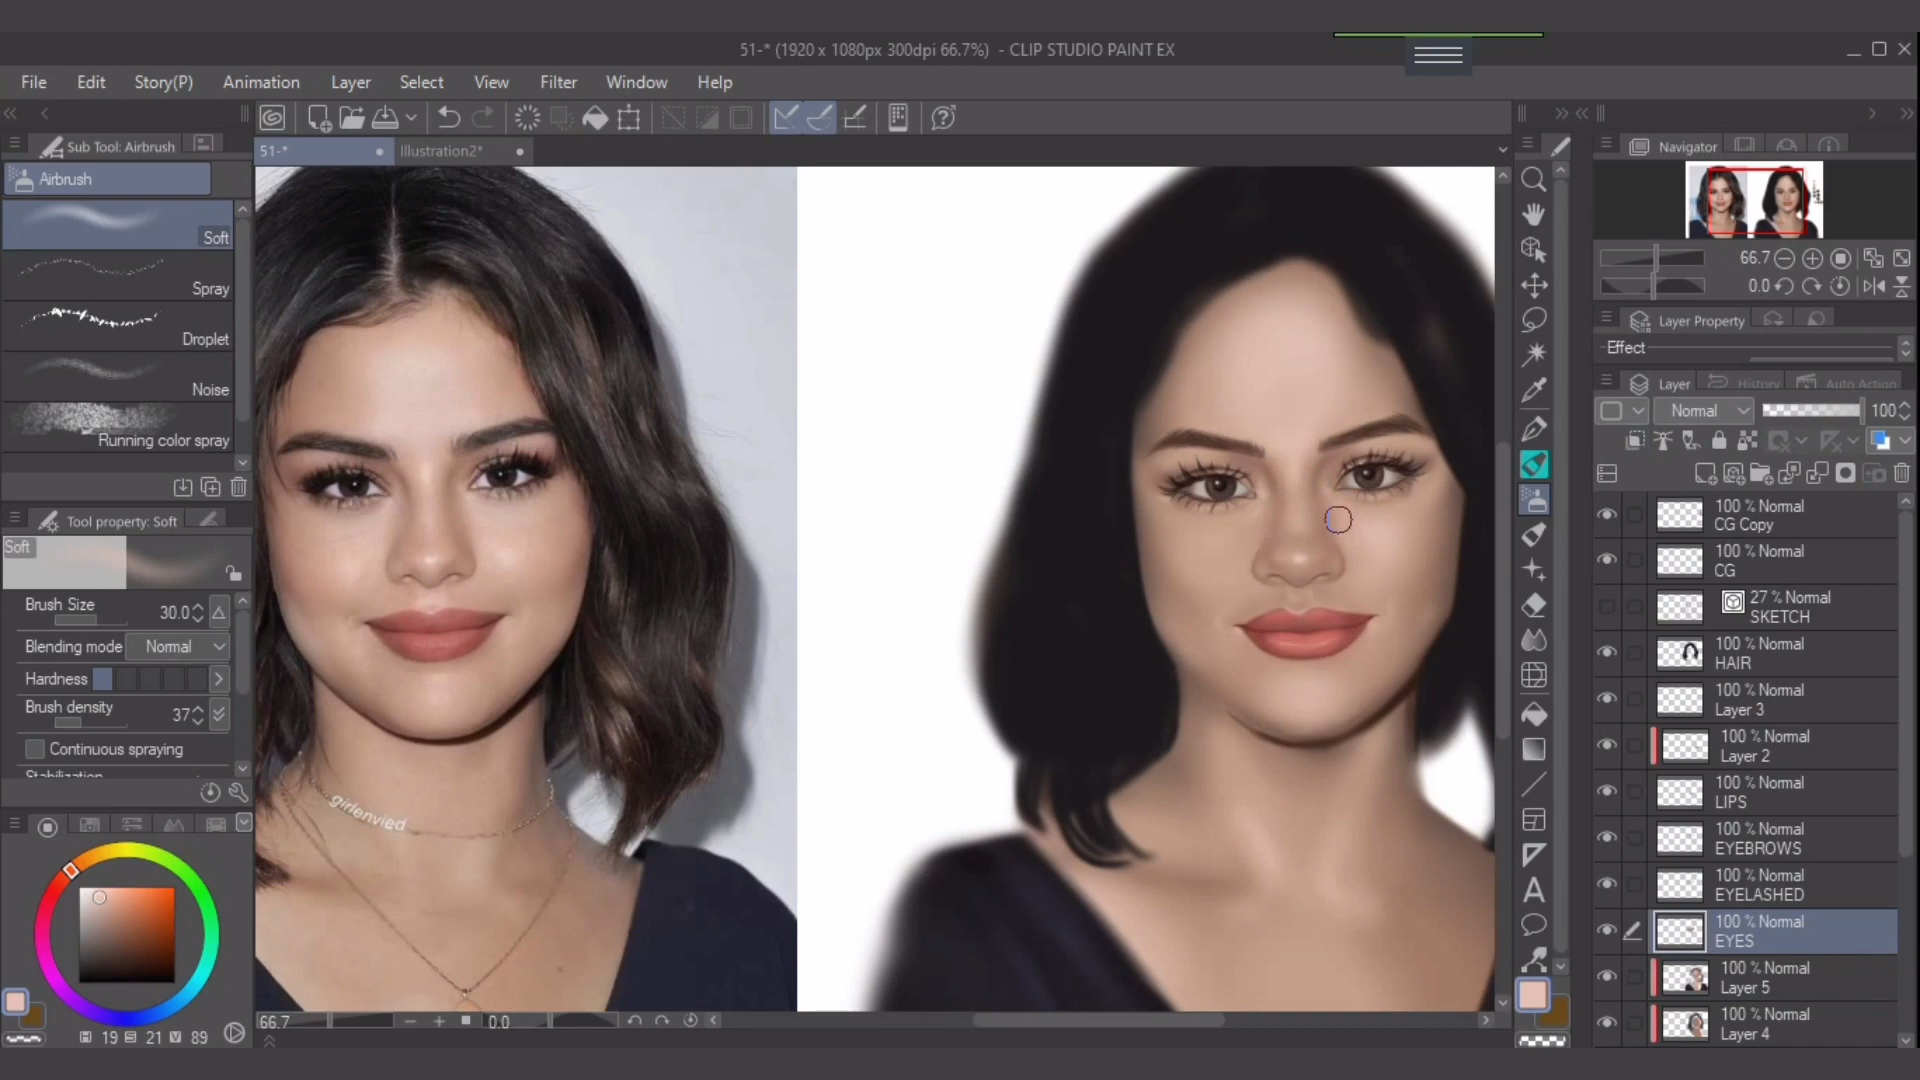 51-* (1920 x 1080px 300dpi 66.7%) - CLIP STUDIO PAINT EX
File Edit Story(P) Animation Layer Select View Filter Window Help
Sub Tool: Airbrush
51-*
Illustration2*
Navigator
Airbrush
Soft
Spray
Droplet
Noise
Running color spray
Tool property: Soft
Soft
Brush Size 30.0
Blending mode Normal
Hardness
Brush density 37
Continuous spraying
Stabilization
19 21 89
girlenvied
66.7 0.0
66.7
0.0
Layer Property
Effect
Layer History Auto Action
Normal 100
100 % Normal
CG Copy
100 % Normal
CG
27 % Normal
SKETCH
100 % Normal
HAIR
100 % Normal
Layer 3
100 % Normal
Layer 2
100 % Normal
LIPS
100 % Normal
EYEBROWS
100 % Normal
EYELASHED
100 % Normal
EYES
100 % Normal
Layer 5
100 % Normal
Layer 4